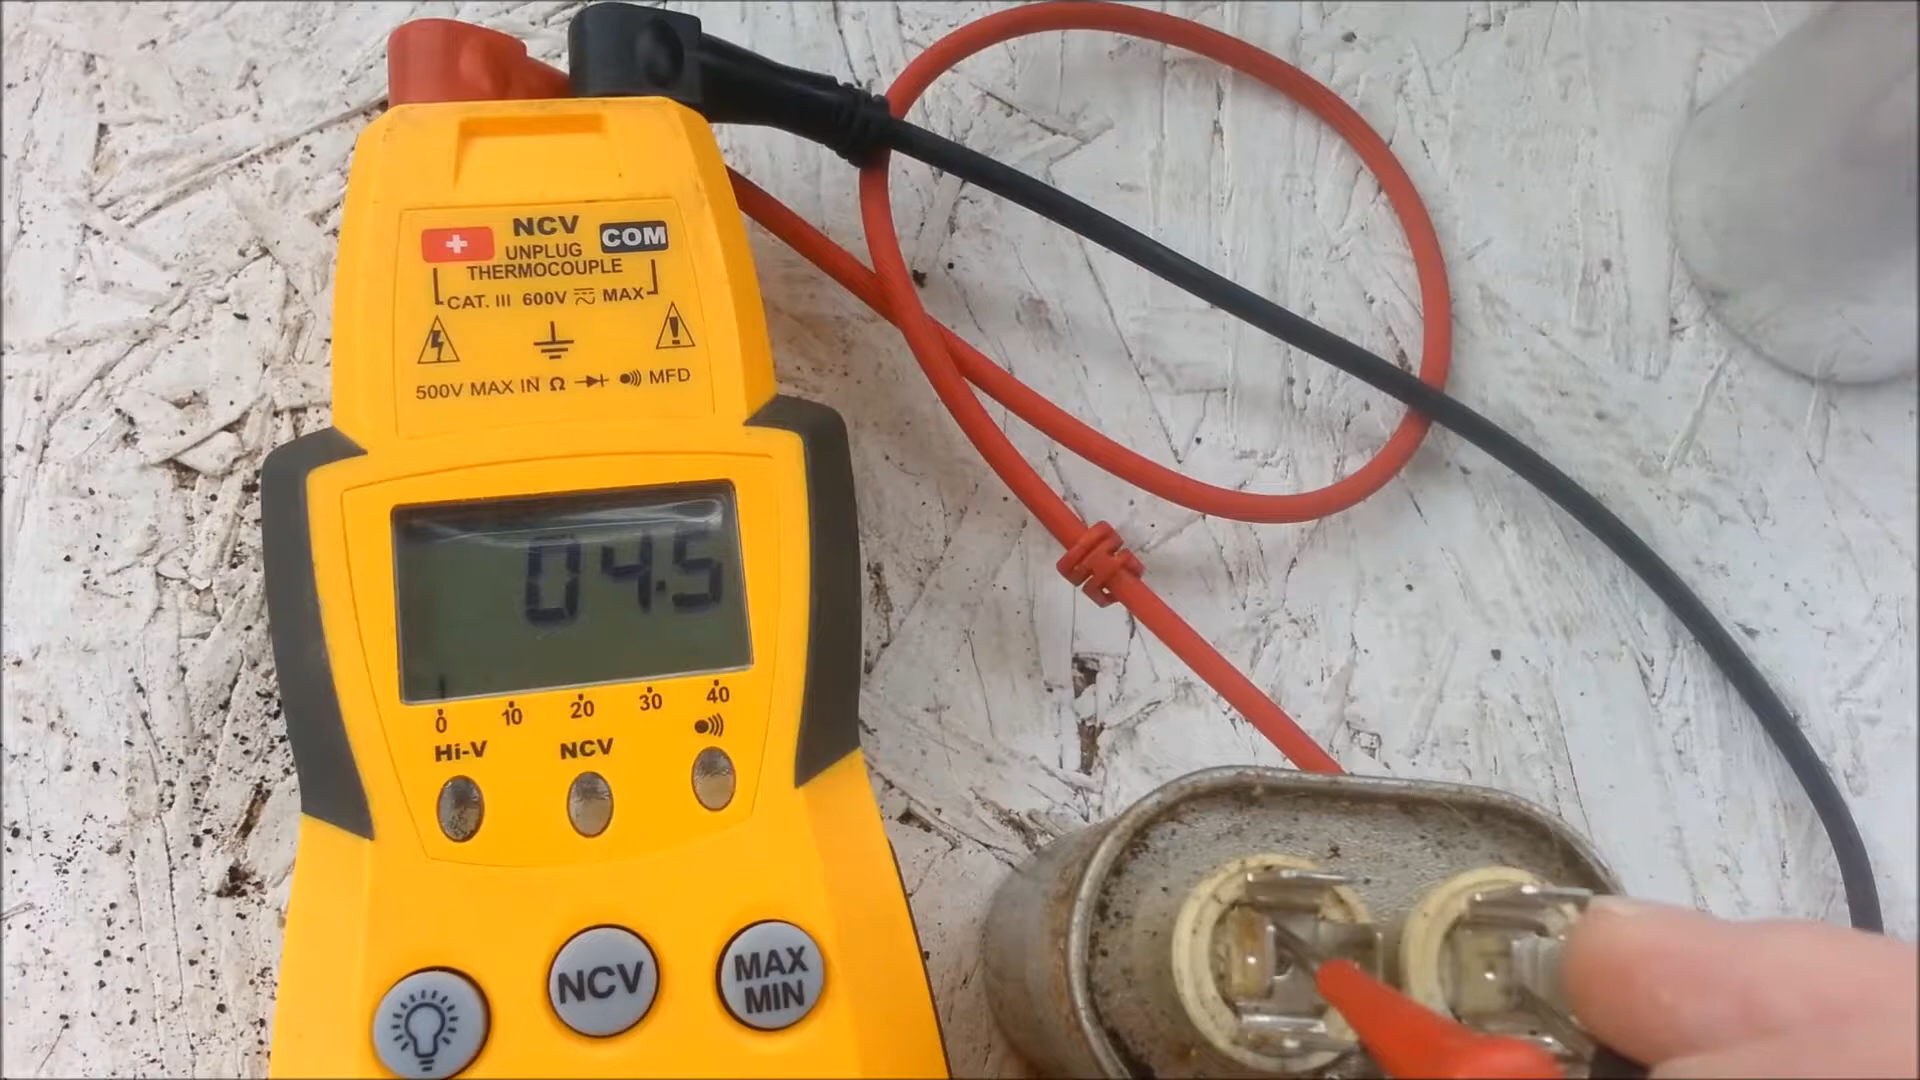 NCV
+ COM
UNPLUG
THERMOCOUPLE
CAT. III 600V MAX
500V MAX IN Ω MFD
04.5
0 10 20 30 40
Hi-V NCV
NCV
MAX
MIN